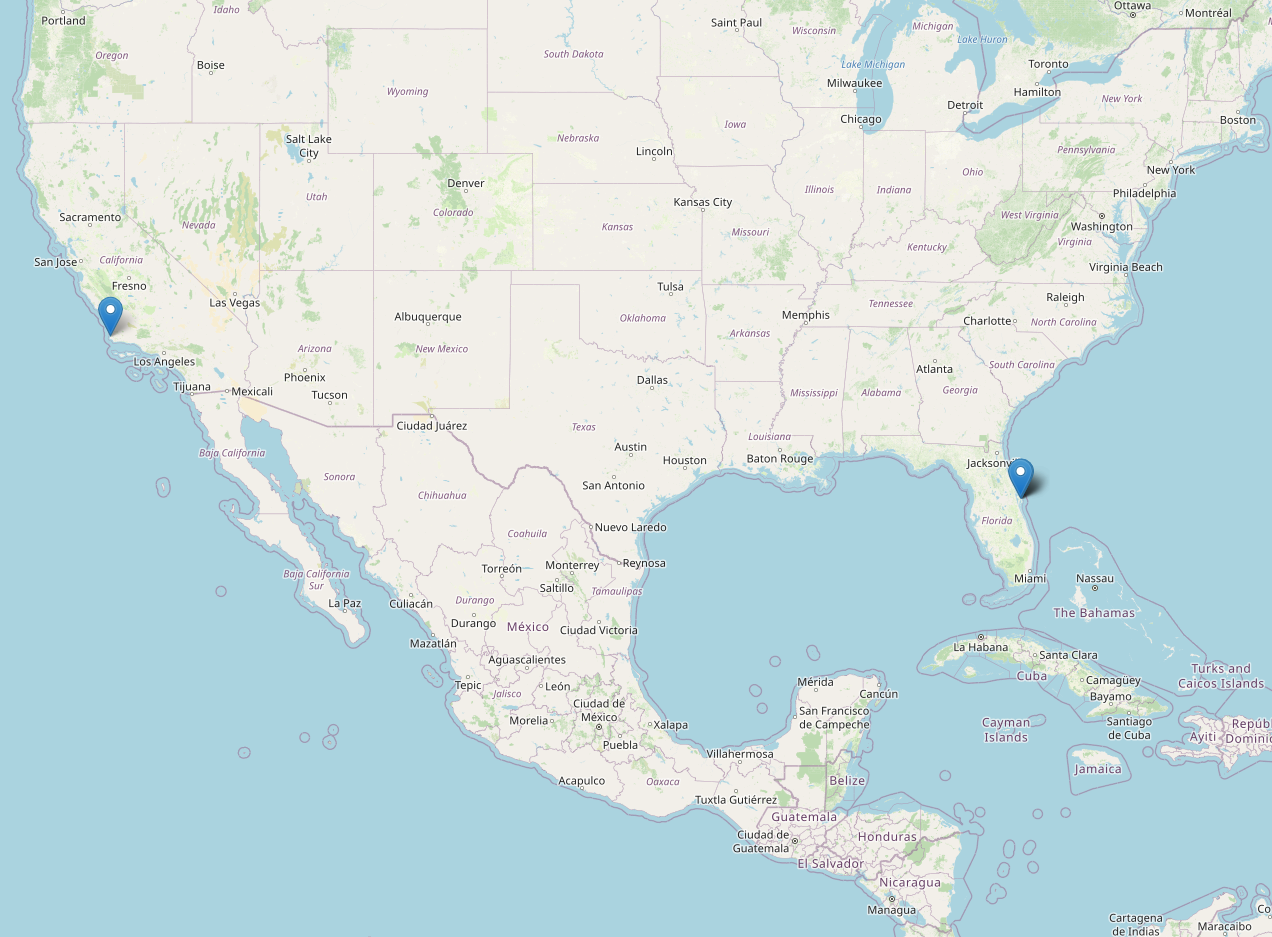 Ottawa
Montréal
Portland
Idaho
Saint Paul
Wisconsin
Michigan
Lake Huron
Oregon
Boise
South Dakota
Lake Michigan
Toronto
Milwaukee
Hamilton
Wyoming
Detroit
New York
Chicago
Boston
Iowa
Salt Lake
City
Nebraska
Lincoln
Pennsylvania
New York
Ohio
Denver
Utah
Illinois
Indiana
Philadelphia
Kansas City
Colorado
West Virginia
Sacramento
Nevada
Kansas
Missouri
Washington
Virginia
Kentucky
San Jose
California
Virginia Beach
Fresno
Tulsa
Raleigh
Las Vegas
Tennessee
Albuquerque
Oklahoma
Memphis
Charlotte
North Carolina
Arkansas
Arizona
New Mexico
Los Angeles
South Carolina
Atlanta
Phoenix
Dallas
Tijuana
Mexicali
Tucson
Mississippi
Alabama
Georgia
Ciudad Juárez
Texas
Louisiana
Austin
Baja California
Houston
Baton Rouge
Sonora
San Antonio
Chihuahua
Florida
Nuevo Laredo
Coahuila
Torreón
Monterrey
Reynosa
Baja California
Sur
Saltillo
Tamaulipas
Miami
Nassau
La Paz
Culiacán
Durango
The Bahamas
Durango
México
Ciudad Victoria
Mazatlán
La Habana
Santa Clara
Aguascalientes
Cuba
Turks and
Caicos Islands
Tepic
León
Jalisco
Mérida
Cancún
Camagüey
Bayamo
Ciudad de
México
Morelia
Xalapa
San Francisco
de Campeche
Cayman
Islands
Santiago
de Cuba
Ayiti
Puebla
Villahermosa
Jamaica
Acapulco
Oaxaca
Belize
Tuxtla Gutiérrez
Guatemala
Ciudad de
Guatemala
Honduras
El Salvador
Nicaragua
Managua
Cartagena
de Indias
Maracaibo